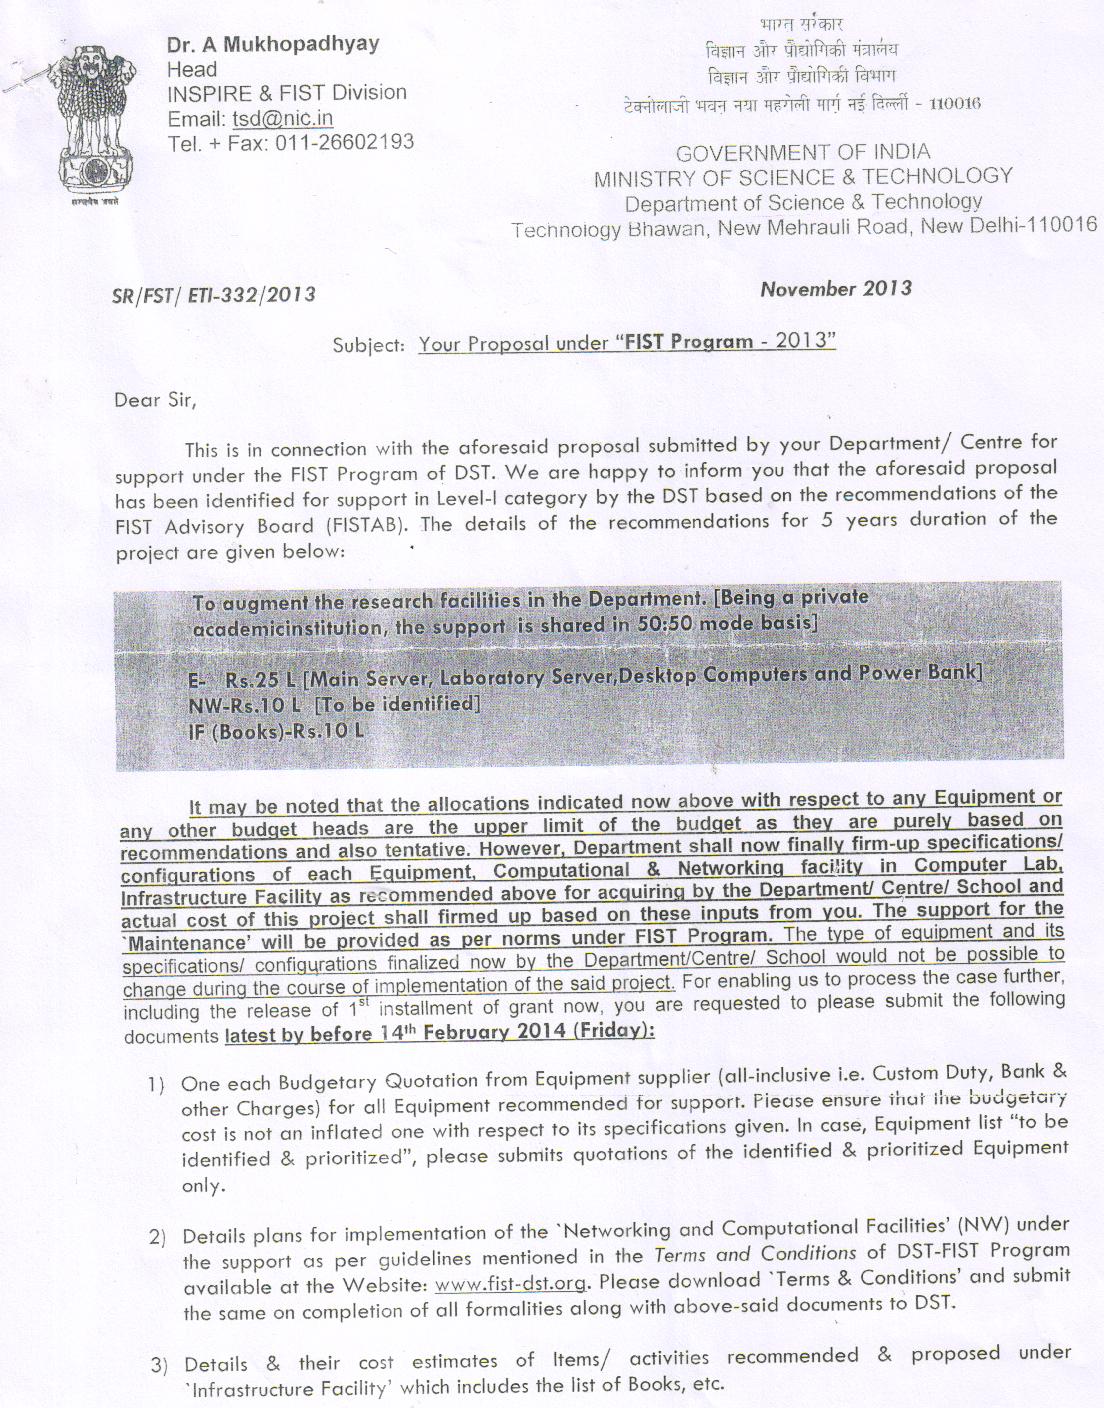 Dr. A Mukhopadhyay
Head
INSPIRE & FIST Division
Email: tsd@nic.in
Tel. + Fax: 011-26602193
सत्यमेव जयते
भारत सरकार
विज्ञान और प्रौद्योगिकी मंत्रालय
विज्ञान और प्रौद्योगिकी विभाग
टेक्नोलाजी भवन नया महरौली मार्ग नई दिल्ली - 110016
GOVERNMENT OF INDIA
MINISTRY OF SCIENCE & TECHNOLOGY
Department of Science & Technology
Technology Bhawan, New Mehrauli Road, New Delhi-110016
SR/FST/ ETI-332/2013
November 2013
Subject: Your Proposal under "FIST Program - 2013"
Dear Sir,
This is in connection with the aforesaid proposal submitted by your Department/ Centre for
support under the FIST Program of DST. We are happy to inform you that the aforesaid proposal
has been identified for support in Level-I category by the DST based on the recommendations of the
FIST Advisory Board (FISTAB). The details of the recommendations for 5 years duration of the
project are given below:
To augment the research facilities in the Department. [Being a private
academicinstitution, the support is shared in 50:50 mode basis]
E- Rs.25 L [Main Server, Laboratory Server,Desktop Computers and Power Bank]
NW-Rs.10 L [To be identified]
IF (Books)-Rs.10 L
It may be noted that the allocations indicated now above with respect to any Equipment or
any other budget heads are the upper limit of the budget as they are purely based on
recommendations and also tentative. However, Department shall now finally firm-up specifications/
configurations of each Equipment, Computational & Networking facility in Computer Lab,
Infrastructure Facility as recommended above for acquiring by the Department/ Centre/ School and
actual cost of this project shall firmed up based on these inputs from you. The support for the
`Maintenance' will be provided as per norms under FIST Program. The type of equipment and its
specifications/ configurations finalized now by the Department/Centre/ School would not be possible to
change during the course of implementation of the said project. For enabling us to process the case further,
including the release of 1st installment of grant now, you are requested to please submit the following
documents latest by before 14th February 2014 (Friday):
1) One each Budgetary Quotation from Equipment supplier (all-inclusive i.e. Custom Duty, Bank &
other Charges) for all Equipment recommended for support. Please ensure that the budgetary
cost is not an inflated one with respect to its specifications given. In case, Equipment list "to be
identified & prioritized", please submits quotations of the identified & prioritized Equipment
only.
2) Details plans for implementation of the `Networking and Computational Facilities' (NW) under
the support as per guidelines mentioned in the Terms and Conditions of DST-FIST Program
available at the Website: www.fist-dst.org. Please download `Terms & Conditions' and submit
the same on completion of all formalities along with above-said documents to DST.
3) Details & their cost estimates of Items/ activities recommended & proposed under
`Infrastructure Facility' which includes the list of Books, etc.